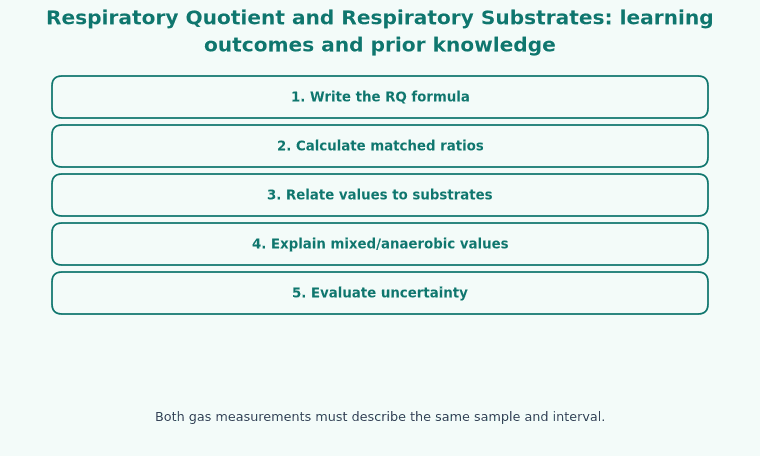 Respiratory Quotient and Respiratory Substrates: learning
outcomes and prior knowledge
1. Write the RQ formula
2. Calculate matched ratios
3. Relate values to substrates
4. Explain mixed/anaerobic values
5. Evaluate uncertainty
Both gas measurements must describe the same sample and interval.